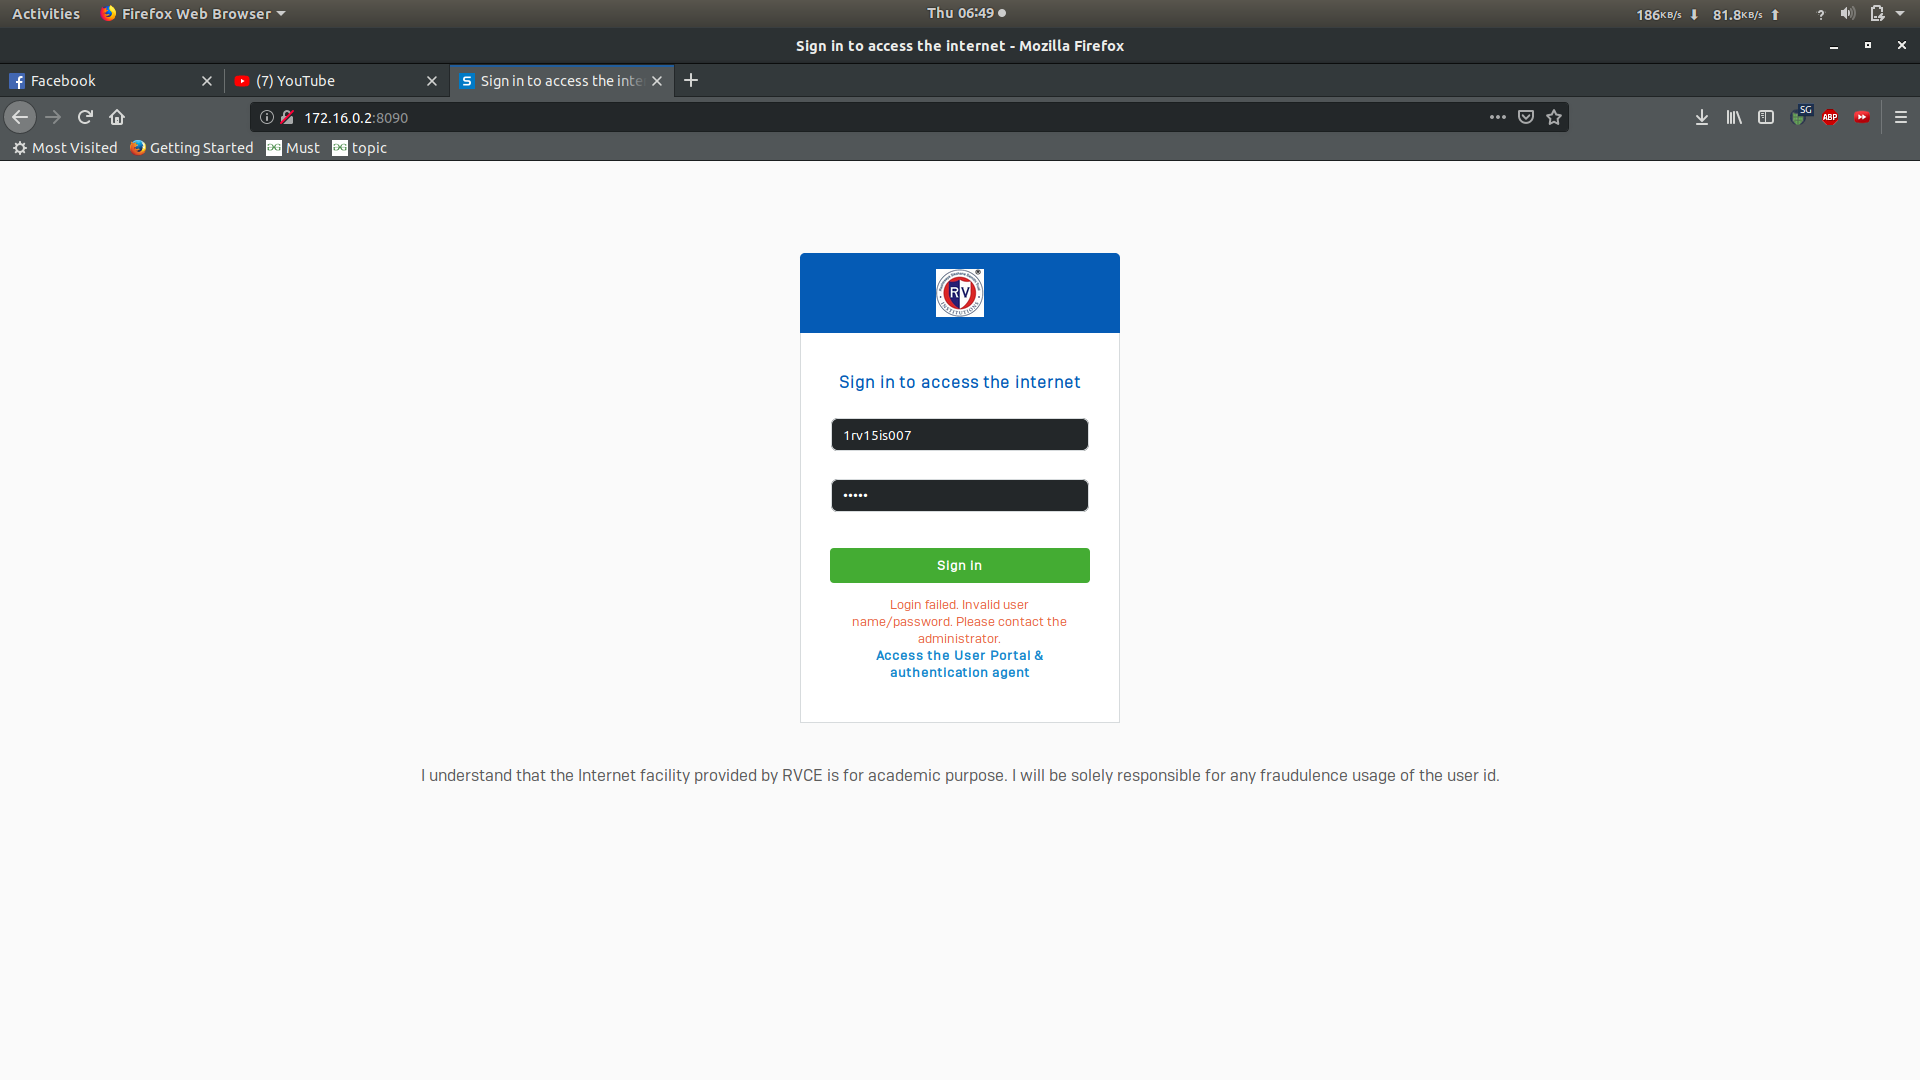 Activities Firefox Web Browser Thu 06:49 186KB/s 81.8KB/s ?
Sign in to access the internet - Mozilla Firefox
Facebook (7) YouTube Sign in to access the inte
172.16.0.2:8090 SG ABP
Most Visited Getting Started Must topic
RV
INSTITUTIONS
Sign in to access the internet
1rv15is007
•••••
Sign in
Login failed. Invalid user
name/password. Please contact the
administrator.
Access the User Portal &
authentication agent
I understand that the Internet facility provided by RVCE is for academic purpose. I will be solely responsible for any fraudulence usage of the user id.